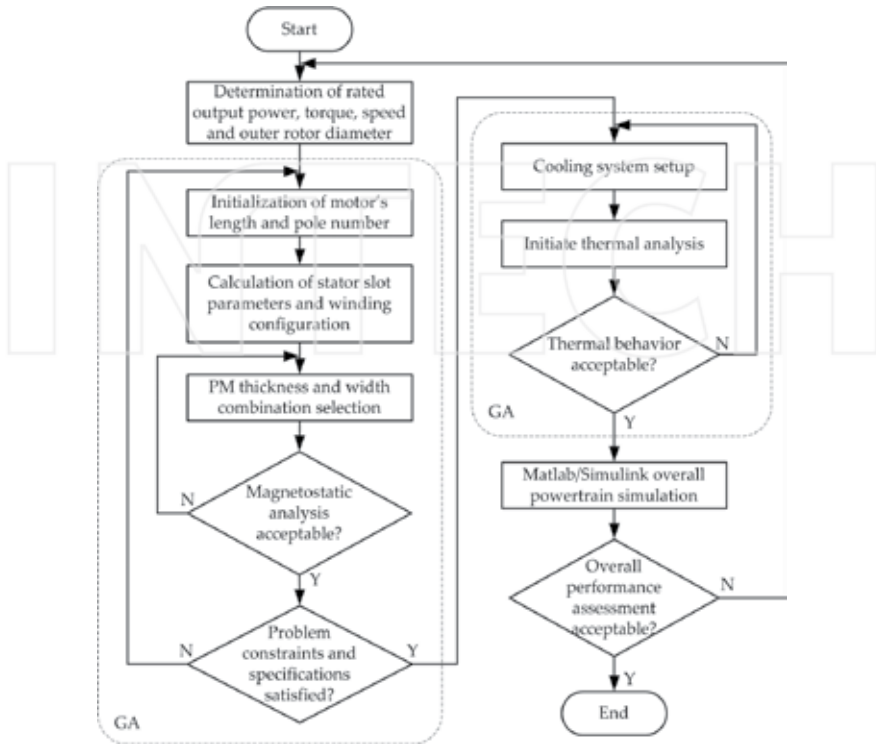 Start
Determination of rated
output power, torque, speed
and outer rotor diameter
Initialization of motor's
length and pole number
Calculation of stator slot
parameters and winding
configuration
PM thickness and width
combination selection
N
Magnetostatic
analysis
acceptable?
Y
N
Problem
constraints and
specifications
satisfied?
Y
GA
Cooling system setup
Initiate thermal analysis
Thermal behavior
acceptable?
N
GA
Y
Matlab/Simulink overall
powertrain simulation
Overall
performance
assessment
acceptable?
N
Y
End
INTECH